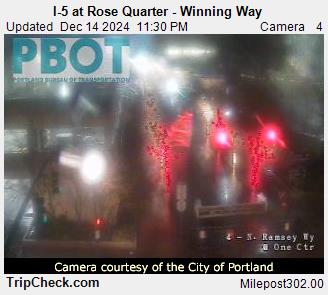 I-5 at Rose Quarter - Winning Way
Updated Dec 14 2024 11:30 PM Camera 4
PBOT
PORTLAND BUREAU OF TRANSPORTATION
4 - N. Ramsey Wy
@ One Ctr
Camera courtesy of the City of Portland
TripCheck.com Milepost302.00